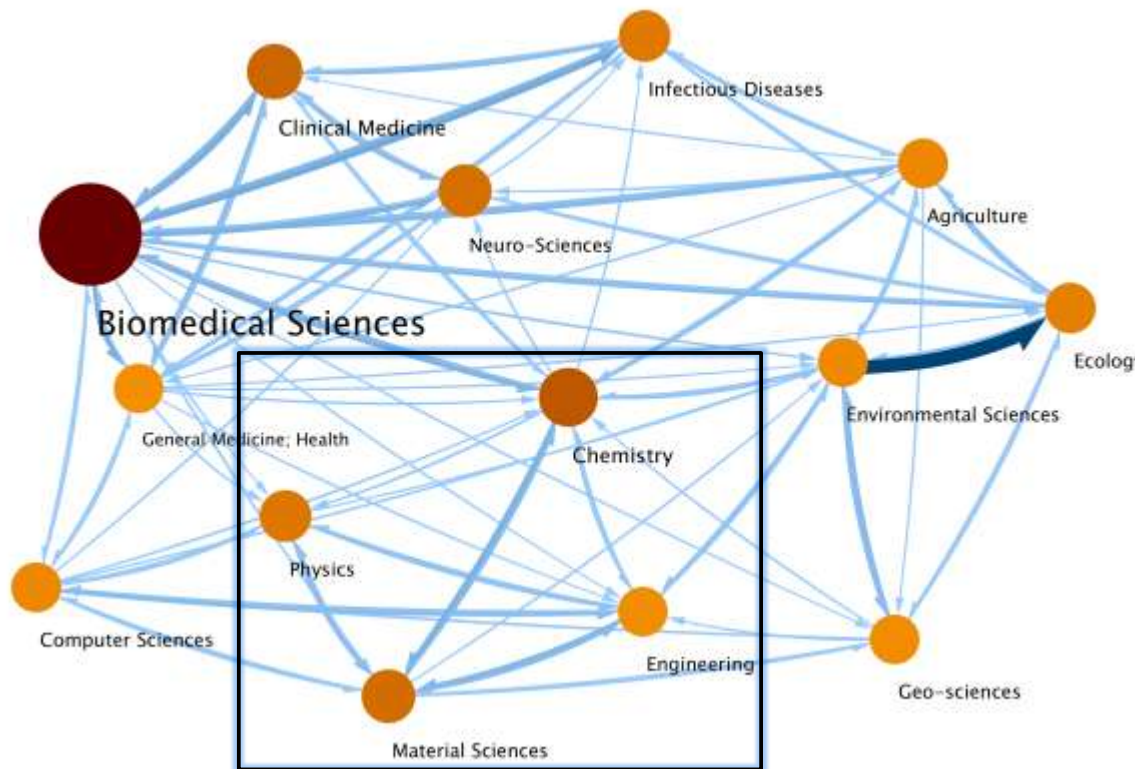 Infectious Diseases
Clinical Medicine
Agriculture
Neuro-Sciences
Biomedical Sciences
Ecology
Environmental Sciences
General Medicine; Health
Chemistry
Physics
Computer Sciences
Engineering
Geo-sciences
Material Sciences